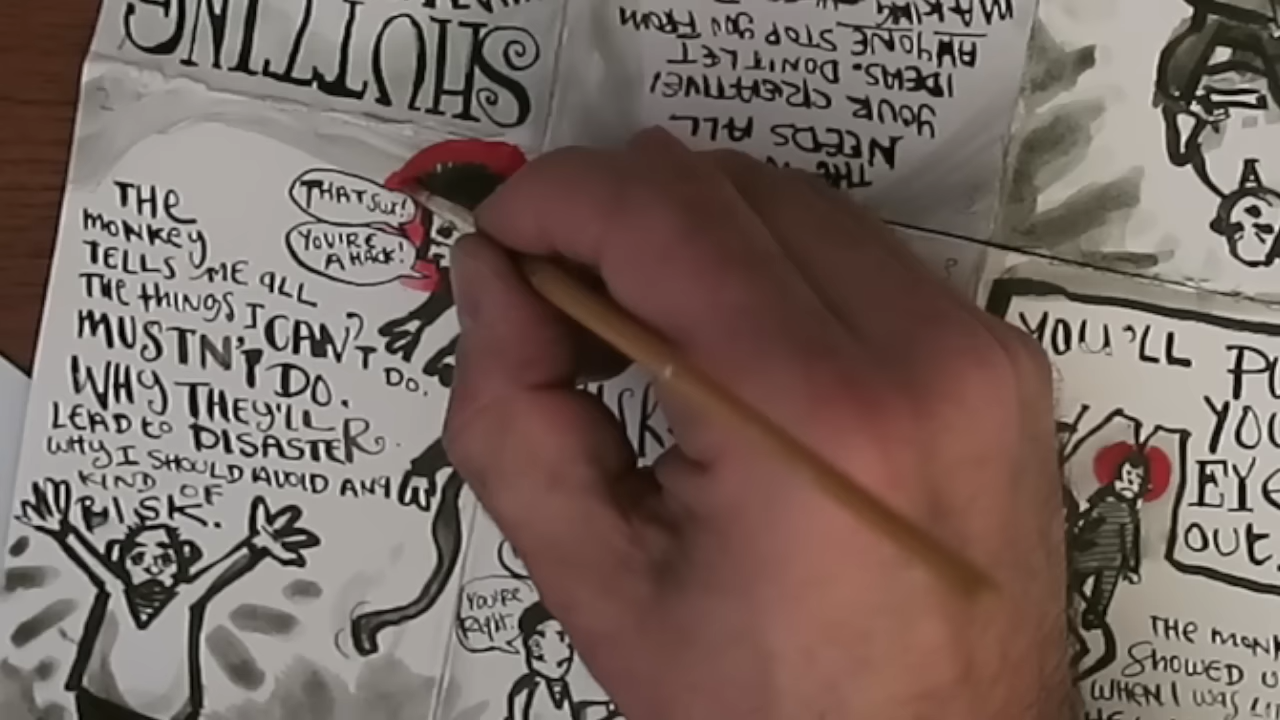 SHUTTING
MAKING
ANYONE STOP YOU FROM
IDEAS. DON'T LET
YOUR CREATIVE!
NEEDS ALL
THE
THAT SUX!
YOU'RE
A HACK!
THE
MONKEY
TELLS ME ALL
THE THINGS I CAN'T DO.
MUSTN'T DO.
WHY THEY'LL
LEAD to DISASTER.
WHY I SHOULD AVOID ANY
KIND OF
RISK.
YOU'RE
RIGHT.
YOU'LL
YOU
EYE
OUT.
THE MONK
SHOWED U
WHEN I WAS LI